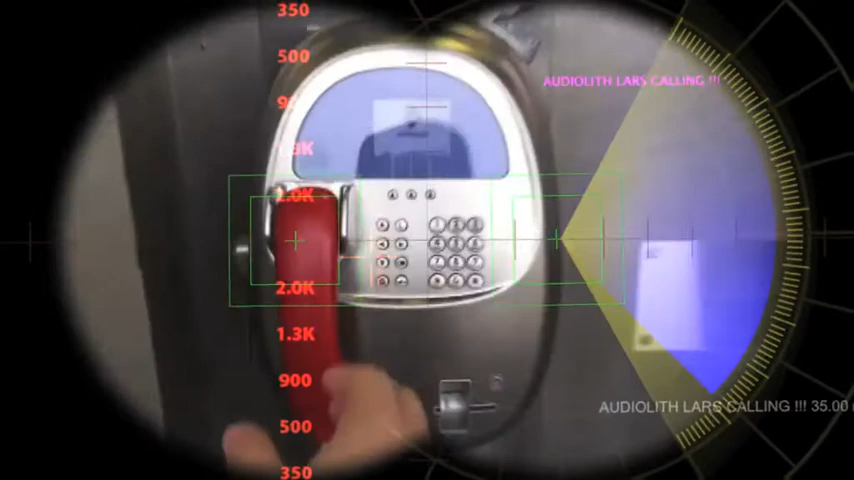 350
500
AUDIOLITH LARS CALLING !!!
2.0K
2.0K
1.3K
900
AUDIOLITH LARS CALLING !!! 35.00
500
350